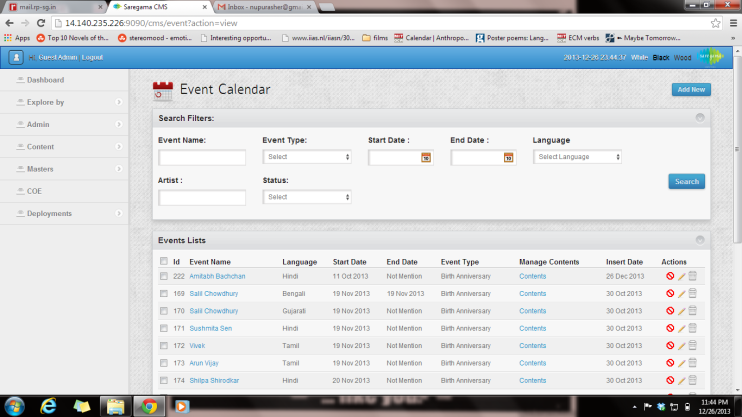 mail.rp-sg.in
Saregama CMS
14.140.235.226:9090/cms/event?action=view
Apps
Top 10 Novels of th...
stereomood - emoti...
Interesting opportu...
www.iias.nl/iiasn/30...
films
Calendar | Anthropo...
Poster poems: Lang...
ECM verbs
← Maybe Tomorrow...
Guest Admin Logout
2013-12-26 23:44:37 White Black Wood
Dashboard
Explore by
Admin
Content
Masters
COE
Deployments
Event Calendar
Add New
Search Filters:
Event Name: Event Type: Start Date : End Date : Language
Select
10
10
Select Language
Artist : Status:
Select
Search
Events Lists
Id Event Name Language Start Date End Date Event Type Manage Contents Insert Date Actions
222 Amitabh Bachchan Hindi 11 Oct 2013 Not Mention Birth Anniversary Contents 26 Dec 2013
169 Salil Chowdhury Bengali 19 Nov 2013 19 Nov 2013 Birth Anniversary Contents 30 Oct 2013
170 Salil Chowdhury Gujarati 19 Nov 2013 Not Mention Birth Anniversary Contents 30 Oct 2013
171 Sushmita Sen Hindi 19 Nov 2013 Not Mention Birth Anniversary Contents 30 Oct 2013
172 Vivek Tamil 19 Nov 2013 Not Mention Birth Anniversary Contents 30 Oct 2013
173 Arun Vijay Tamil 19 Nov 2013 Not Mention Birth Anniversary Contents 30 Oct 2013
174 Shilpa Shirodkar Hindi 20 Nov 2013 Not Mention Birth Anniversary Contents 30 Oct 2013
11:44 PM
12/26/2013